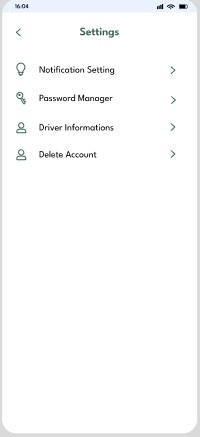 16:04
Settings
Notification Setting
Password Manager
Driver Informations
Delete Account